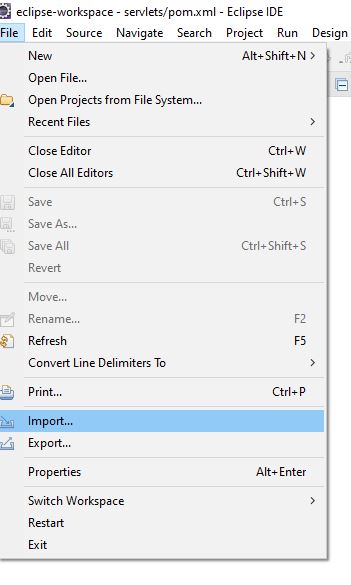 eclipse-workspace - servlets/pom.xml - Eclipse IDE
File Edit Source Navigate Search Project Run Design
New Alt+Shift+N >
Open File...
Open Projects from File System...
Recent Files >
Close Editor Ctrl+W
Close All Editors Ctrl+Shift+W
Save Ctrl+S
Save As...
Save All Ctrl+Shift+S
Revert
Move...
Rename... F2
Refresh F5
Convert Line Delimiters To >
Print... Ctrl+P
Import...
Export...
Properties Alt+Enter
Switch Workspace >
Restart
Exit